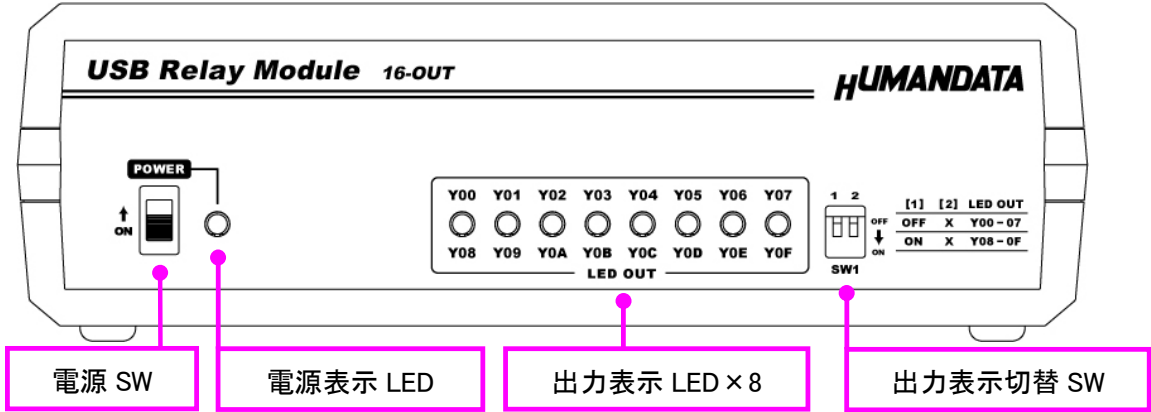 USB Relay Module 16-OUT
HUMANDATA
POWER
ON
Y00 Y01 Y02 Y03 Y04 Y05 Y06 Y07
Y08 Y09 Y0A Y0B Y0C Y0D Y0E Y0F
LED OUT
1 2
OFF
ON
SW1
[1] [2] LED OUT
OFF X Y00-07
ON X Y08-0F
電源 SW
電源表示 LED
出力表示 LED×8
出力表示切替 SW